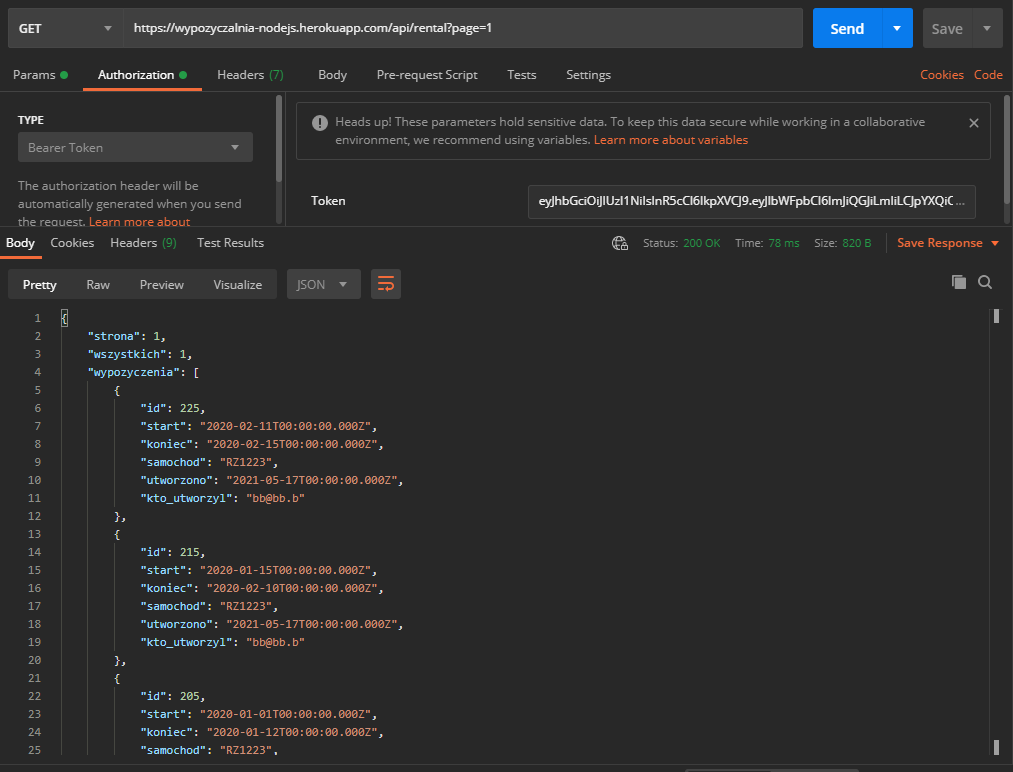 GET https://wypozyczalnia-nodejs.herokuapp.com/api/rental?page=1 Send Save
Params Authorization Headers (7) Body Pre-request Script Tests Settings Cookies Code
TYPE
Bearer Token
The authorization header will be
automatically generated when you send
the request. Learn more about
Heads up! These parameters hold sensitive data. To keep this data secure while working in a collaborative
environment, we recommend using variables. Learn more about variables
Token
Body Cookies Headers (9) Test Results Status: 200 OK Time: 78 ms Size: 820 B Save Response
Pretty Raw Preview Visualize JSON
1 {
2 "strona": 1,
3 "wszystkich": 1,
4 "wypozyczenia": [
5 {
6 "id": 225,
7 "start": "2020-02-11T00:00:00.000Z",
8 "koniec": "2020-02-15T00:00:00.000Z",
9 "samochod": "RZ1223",
10 "utworzono": "2021-05-17T00:00:00.000Z",
11 "kto_utworzyl": "bb@bb.b"
12 },
13 {
14 "id": 215,
15 "start": "2020-01-15T00:00:00.000Z",
16 "koniec": "2020-02-10T00:00:00.000Z",
17 "samochod": "RZ1223",
18 "utworzono": "2021-05-17T00:00:00.000Z",
19 "kto_utworzyl": "bb@bb.b"
20 },
21 {
22 "id": 205,
23 "start": "2020-01-01T00:00:00.000Z",
24 "koniec": "2020-01-12T00:00:00.000Z",
25 "samochod": "RZ1223",